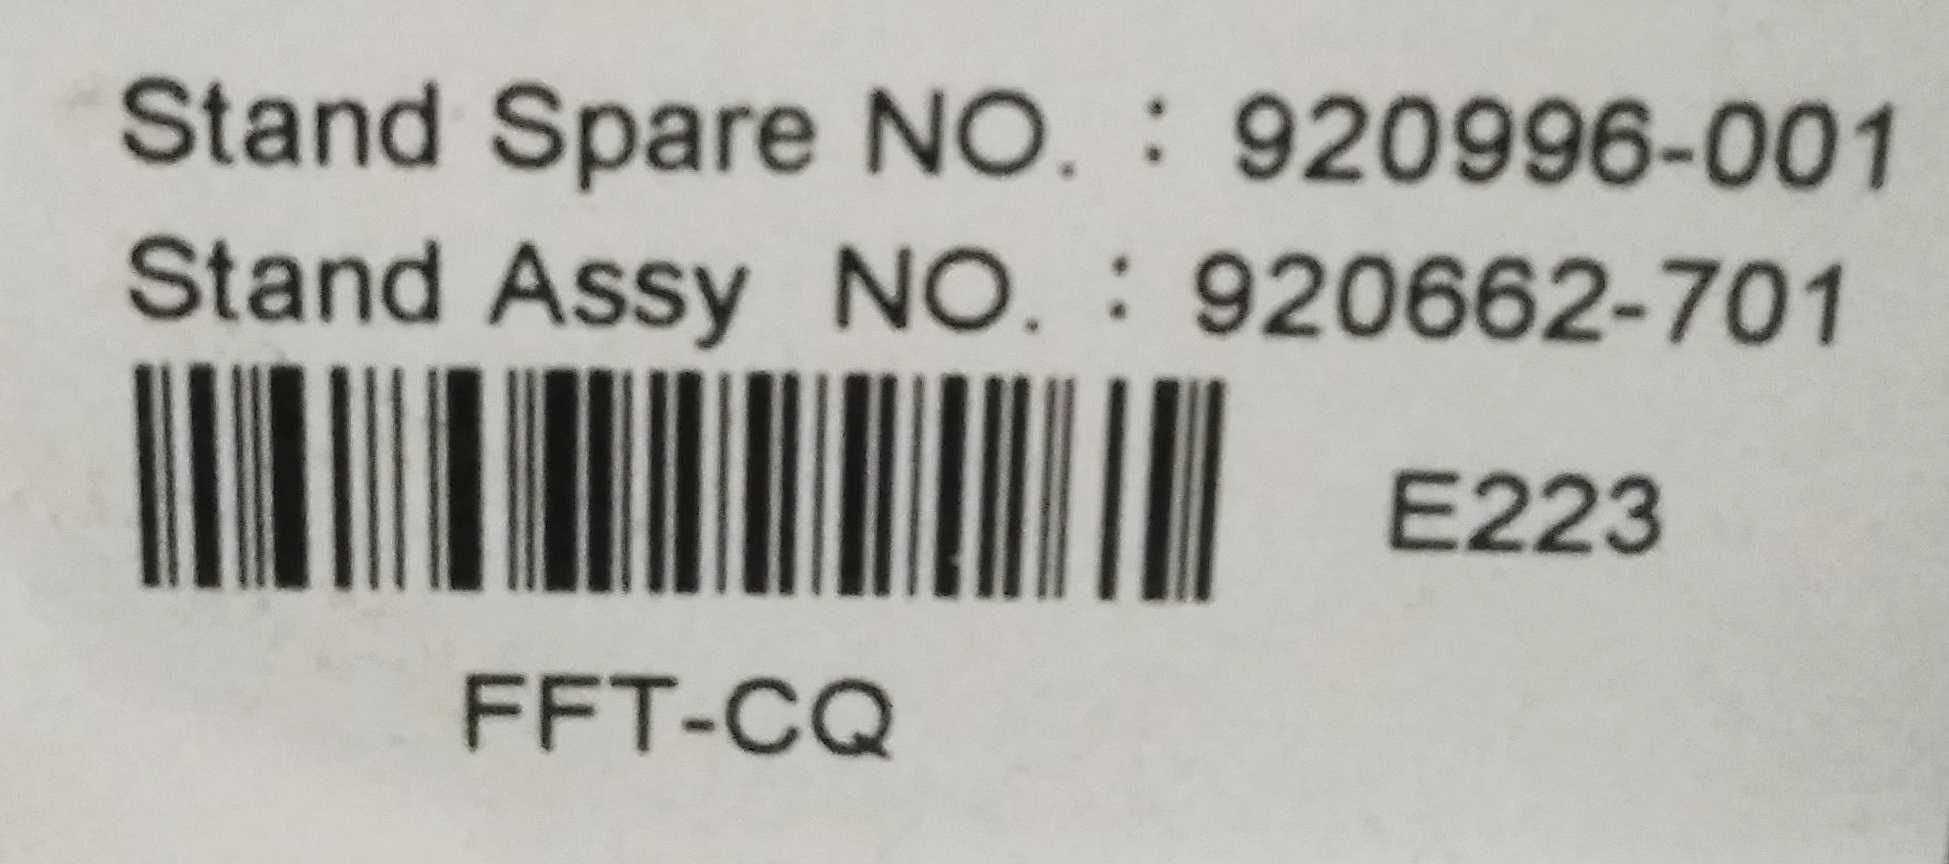 Stand Spare NO. : 920996-001
Stand Assy NO. : 920662-701
E223
FFT-CQ